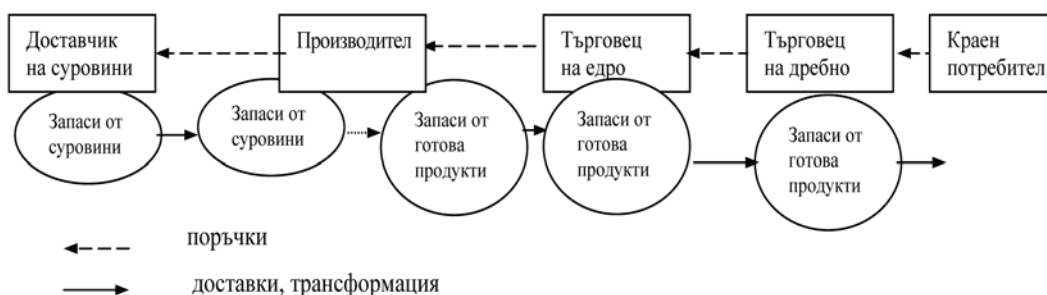 Доставчик
на суровини
Производител
Търговец
на едро
Търговец
на дребно
Краен
потребител
Запаси от
суровини
Запаси от
суровини
Запаси от
готова
продукти
Запаси от
готова
продукти
Запаси от
готова
продукти
поръчки
доставки, трансформация